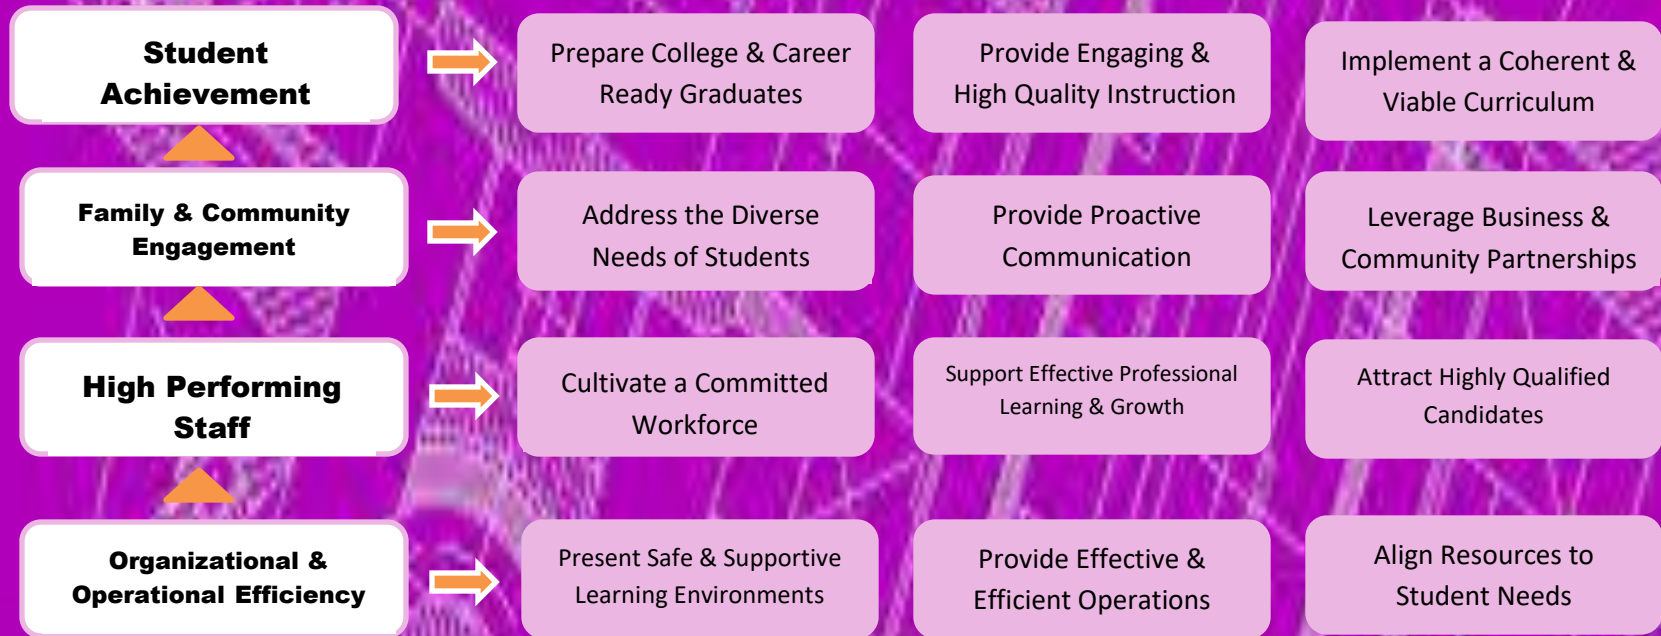 Student
Achievement
Prepare College & Career
Ready Graduates
Provide Engaging &
High Quality Instruction
Implement a Coherent &
Viable Curriculum
Family & Community
Engagement
Address the Diverse
Needs of Students
Provide Proactive
Communication
Leverage Business &
Community Partnerships
High Performing
Staff
Cultivate a Committed
Workforce
Support Effective Professional
Learning & Growth
Attract Highly Qualified
Candidates
Organizational &
Operational Efficiency
Present Safe & Supportive
Learning Environments
Provide Effective &
Efficient Operations
Align Resources to
Student Needs